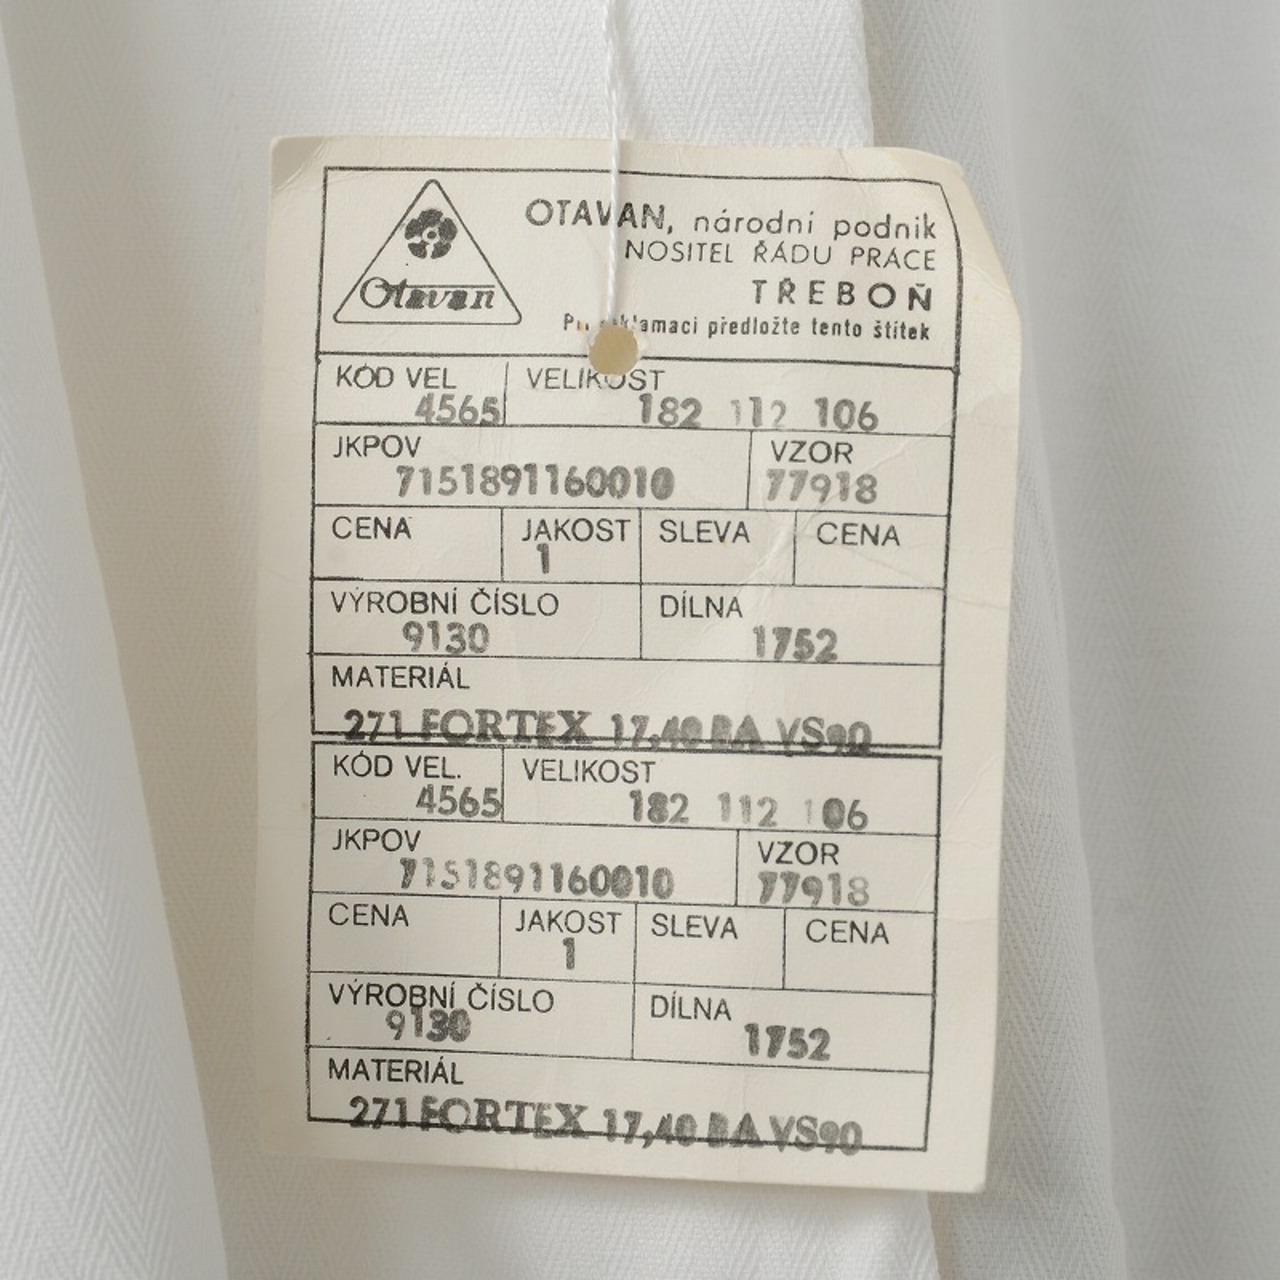 Otavan
OTAVAN, národní podnik
NOSITEL ŘÁDU PRÁCE
TŘEBOŇ
předložte tento štítek
KÓD VEL VELIKOST
4565 182 112 106
JKPOV VZOR
7151891160010 77918
CENA JAKOST SLEVA CENA
1
VÝROBNÍ ČÍSLO DÍLNA
9130 1752
MATERIÁL
271 FORTEX 17,40 BA VS90
KÓD VEL. VELIKOST
4565 182 112 106
JKPOV VZOR
7151891160010 77918
CENA JAKOST SLEVA CENA
1
VÝROBNÍ ČÍSLO DÍLNA
9130 1752
MATERIÁL
271 FORTEX 17,40 BA VS90